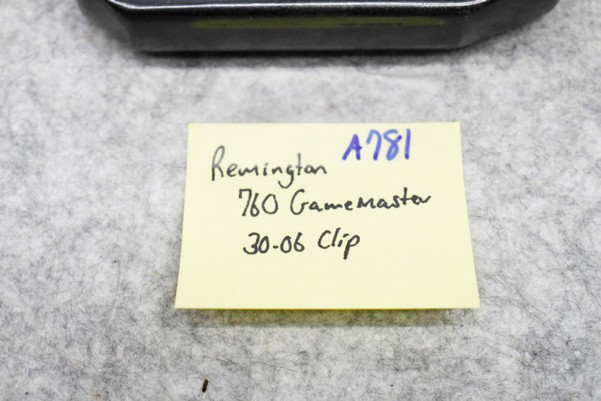 A781
Remington
760 GameMaster
30-06 Clip